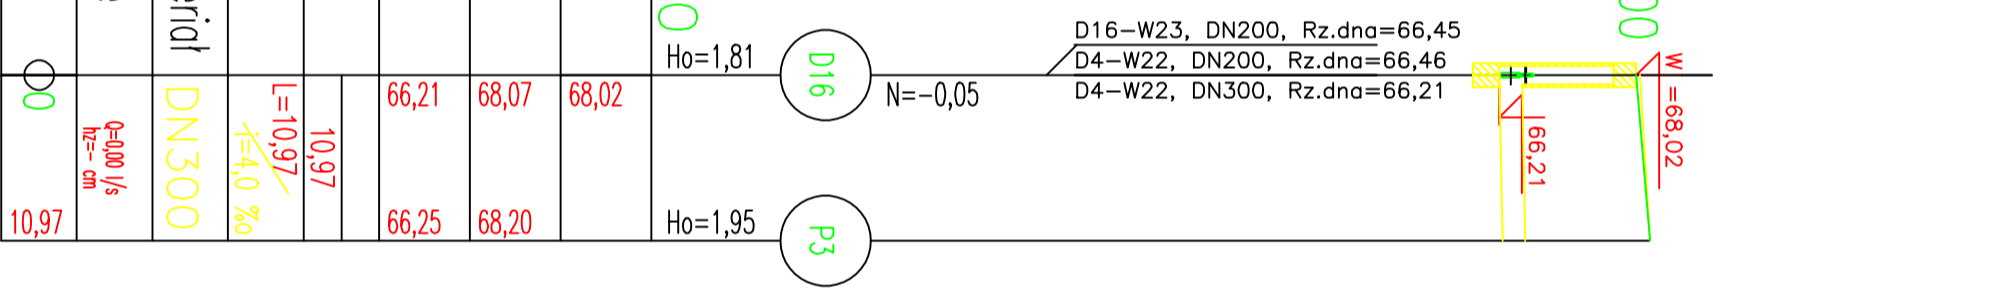 erial
0
Ho=1,81
D16
N=-0,05
D16-W23, DN200, Rz.dna=66,45
D4-W22, DN200, Rz.dna=66,46
D4-W22, DN300, Rz.dna=66,21
00
W =68,02
0
Q=0,00 l/s
hz=- cm
DN300
i=4,0 ‰
L=10,97
10,97
66,21
68,07
68,02
66,21
10,97
66,25
68,20
Ho=1,95
P3